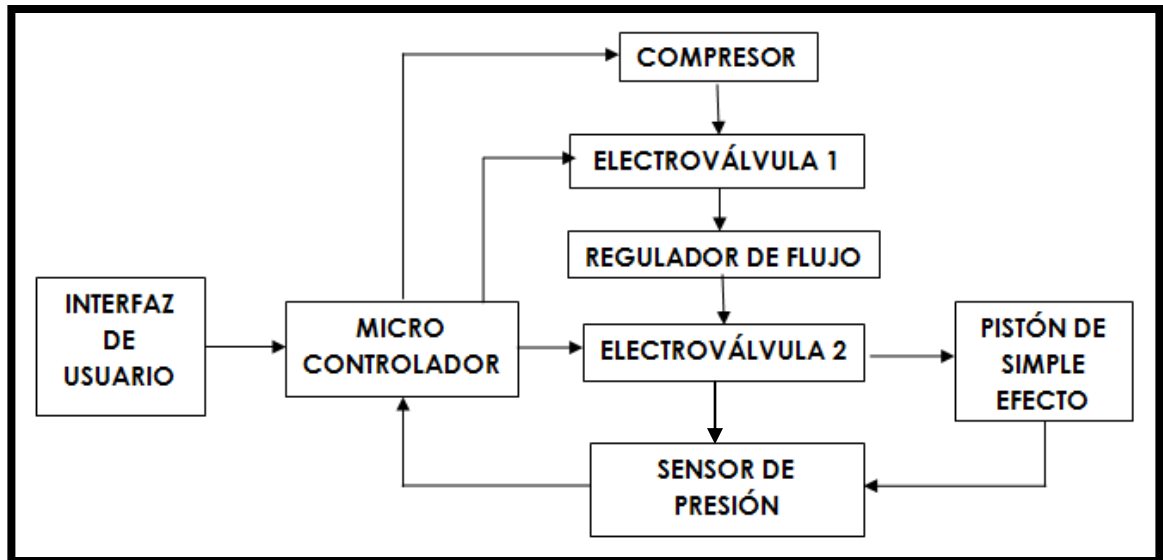 COMPRESOR
ELECTROVÁLVULA 1
REGULADOR DE FLUJO
INTERFAZ
DE
USUARIO
MICRO
CONTROLADOR
ELECTROVÁLVULA 2
PISTÓN DE
SIMPLE
EFECTO
SENSOR DE
PRESIÓN